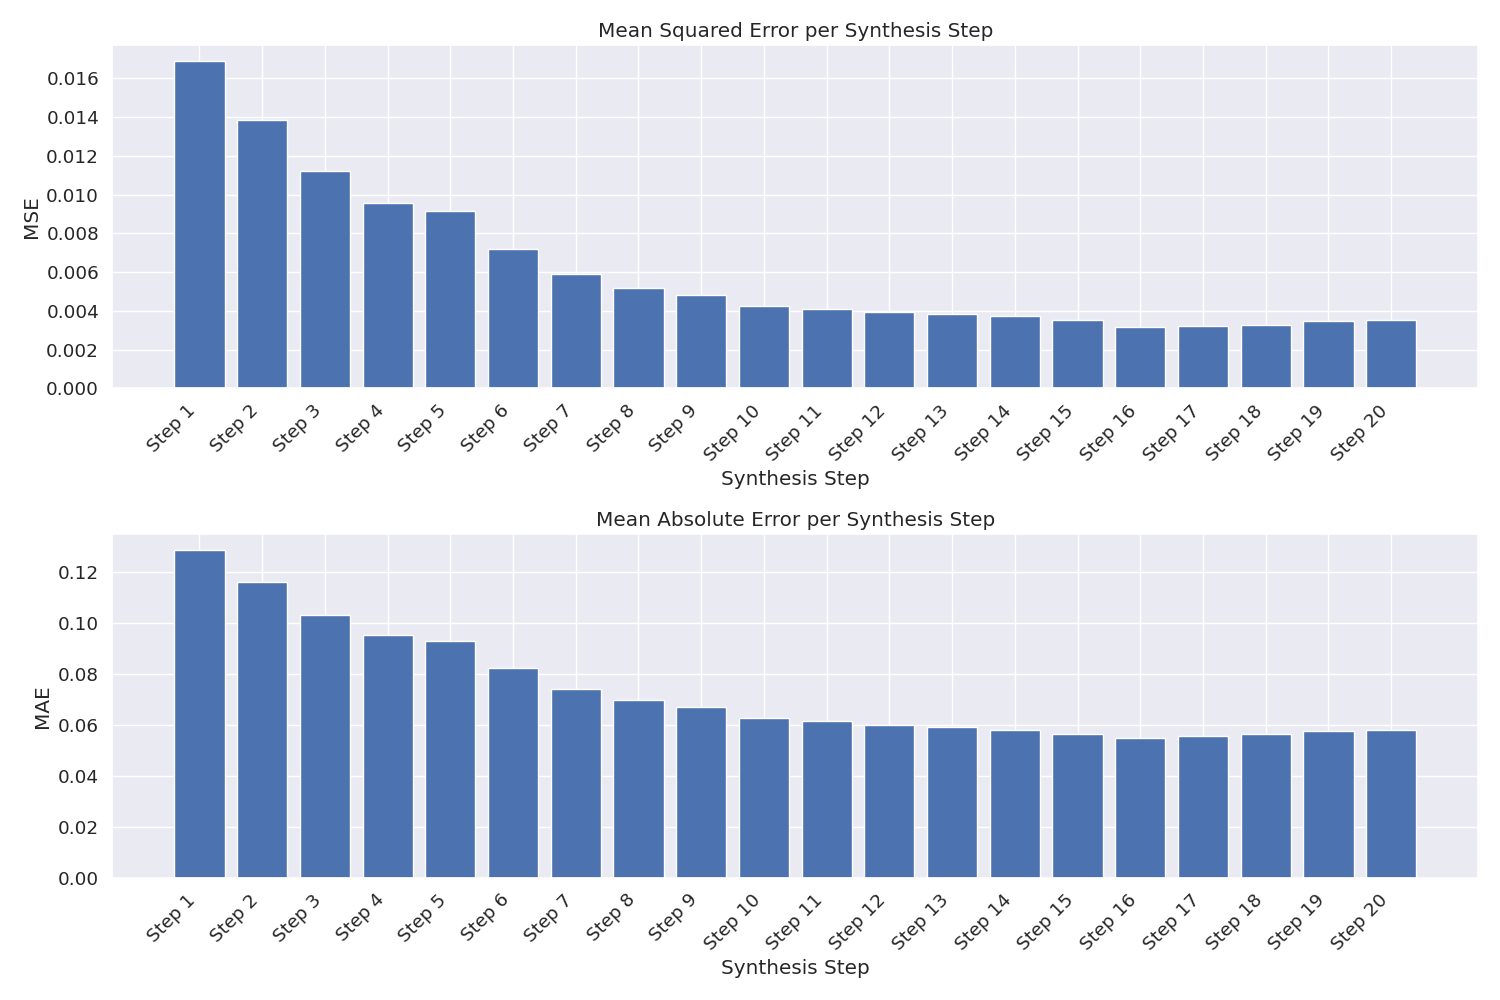 Mean Squared Error per Synthesis Step
0.016
0.014
0.012
0.010
0.008
0.006
0.004
0.002
0.000
MSE
Step 1
Step 2
Step 3
Step 4
Step 5
Step 6
Step 7
Step 8
Step 9
Step 10
Step 11
Step 12
Step 13
Step 14
Step 15
Step 16
Step 17
Step 18
Step 19
Step 20
Synthesis Step
Mean Absolute Error per Synthesis Step
0.12
0.10
0.08
0.06
0.04
0.02
0.00
MAE
Step 1
Step 2
Step 3
Step 4
Step 5
Step 6
Step 7
Step 8
Step 9
Step 10
Step 11
Step 12
Step 13
Step 14
Step 15
Step 16
Step 17
Step 18
Step 19
Step 20
Synthesis Step